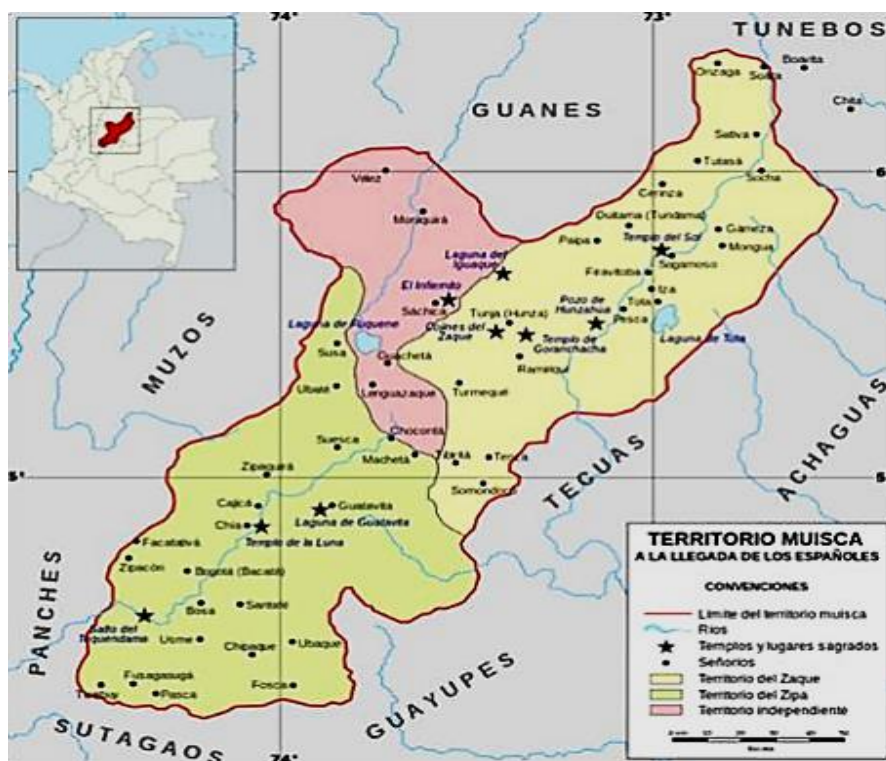 74°
73°
TUNEBOS
Onzaga
Soatá
Boavita
Chita
GUANES
Sativa
6°
Vélez
Tutasá
Socha
Cerinza
Moniquirá
Duitama (Tundama)
Gámeza
Paipa
Templo del Sol
Mongua
Laguna del
Iguaque
Sogamoso
Firavitoba
El Infiernito
Iza
Sáchica
Pozo de
Hunzahúa
Tota
Tunja (Hunza)
Pesca
Laguna de Fúquene
Cojines del
Zaque
Templo de
Goranchacha
Laguna de Tota
MUZOS
Susa
Guachetá
Ramiriquí
Ubaté
Lenguazaque
Turmequé
ACHAGUAS
Chocontá
Suesca
Machetá
Tibiritá
Tenza
TECUAS
5°
Zipaquirá
Somondoco
Cajicá
Guatavita
Chía
Laguna de Guatavita
Templo de la Luna
Facatativá
Zipacón
Bogotá (Bacatá)
PANCHES
Bosa
Santafé
Salto del
Tequendama
Usme
Chipaque
Ubaque
Fusagasugá
Pasca
Fosca
GUAYUPES
SUTAGAOS
74°
TERRITORIO MUISCA
A LA LLEGADA DE LOS ESPAÑOLES
CONVENCIONES
Límite del territorio muisca
Ríos
Templos y lugares sagrados
Señoríos
Territorio del Zaque
Territorio del Zipa
Territorio independiente